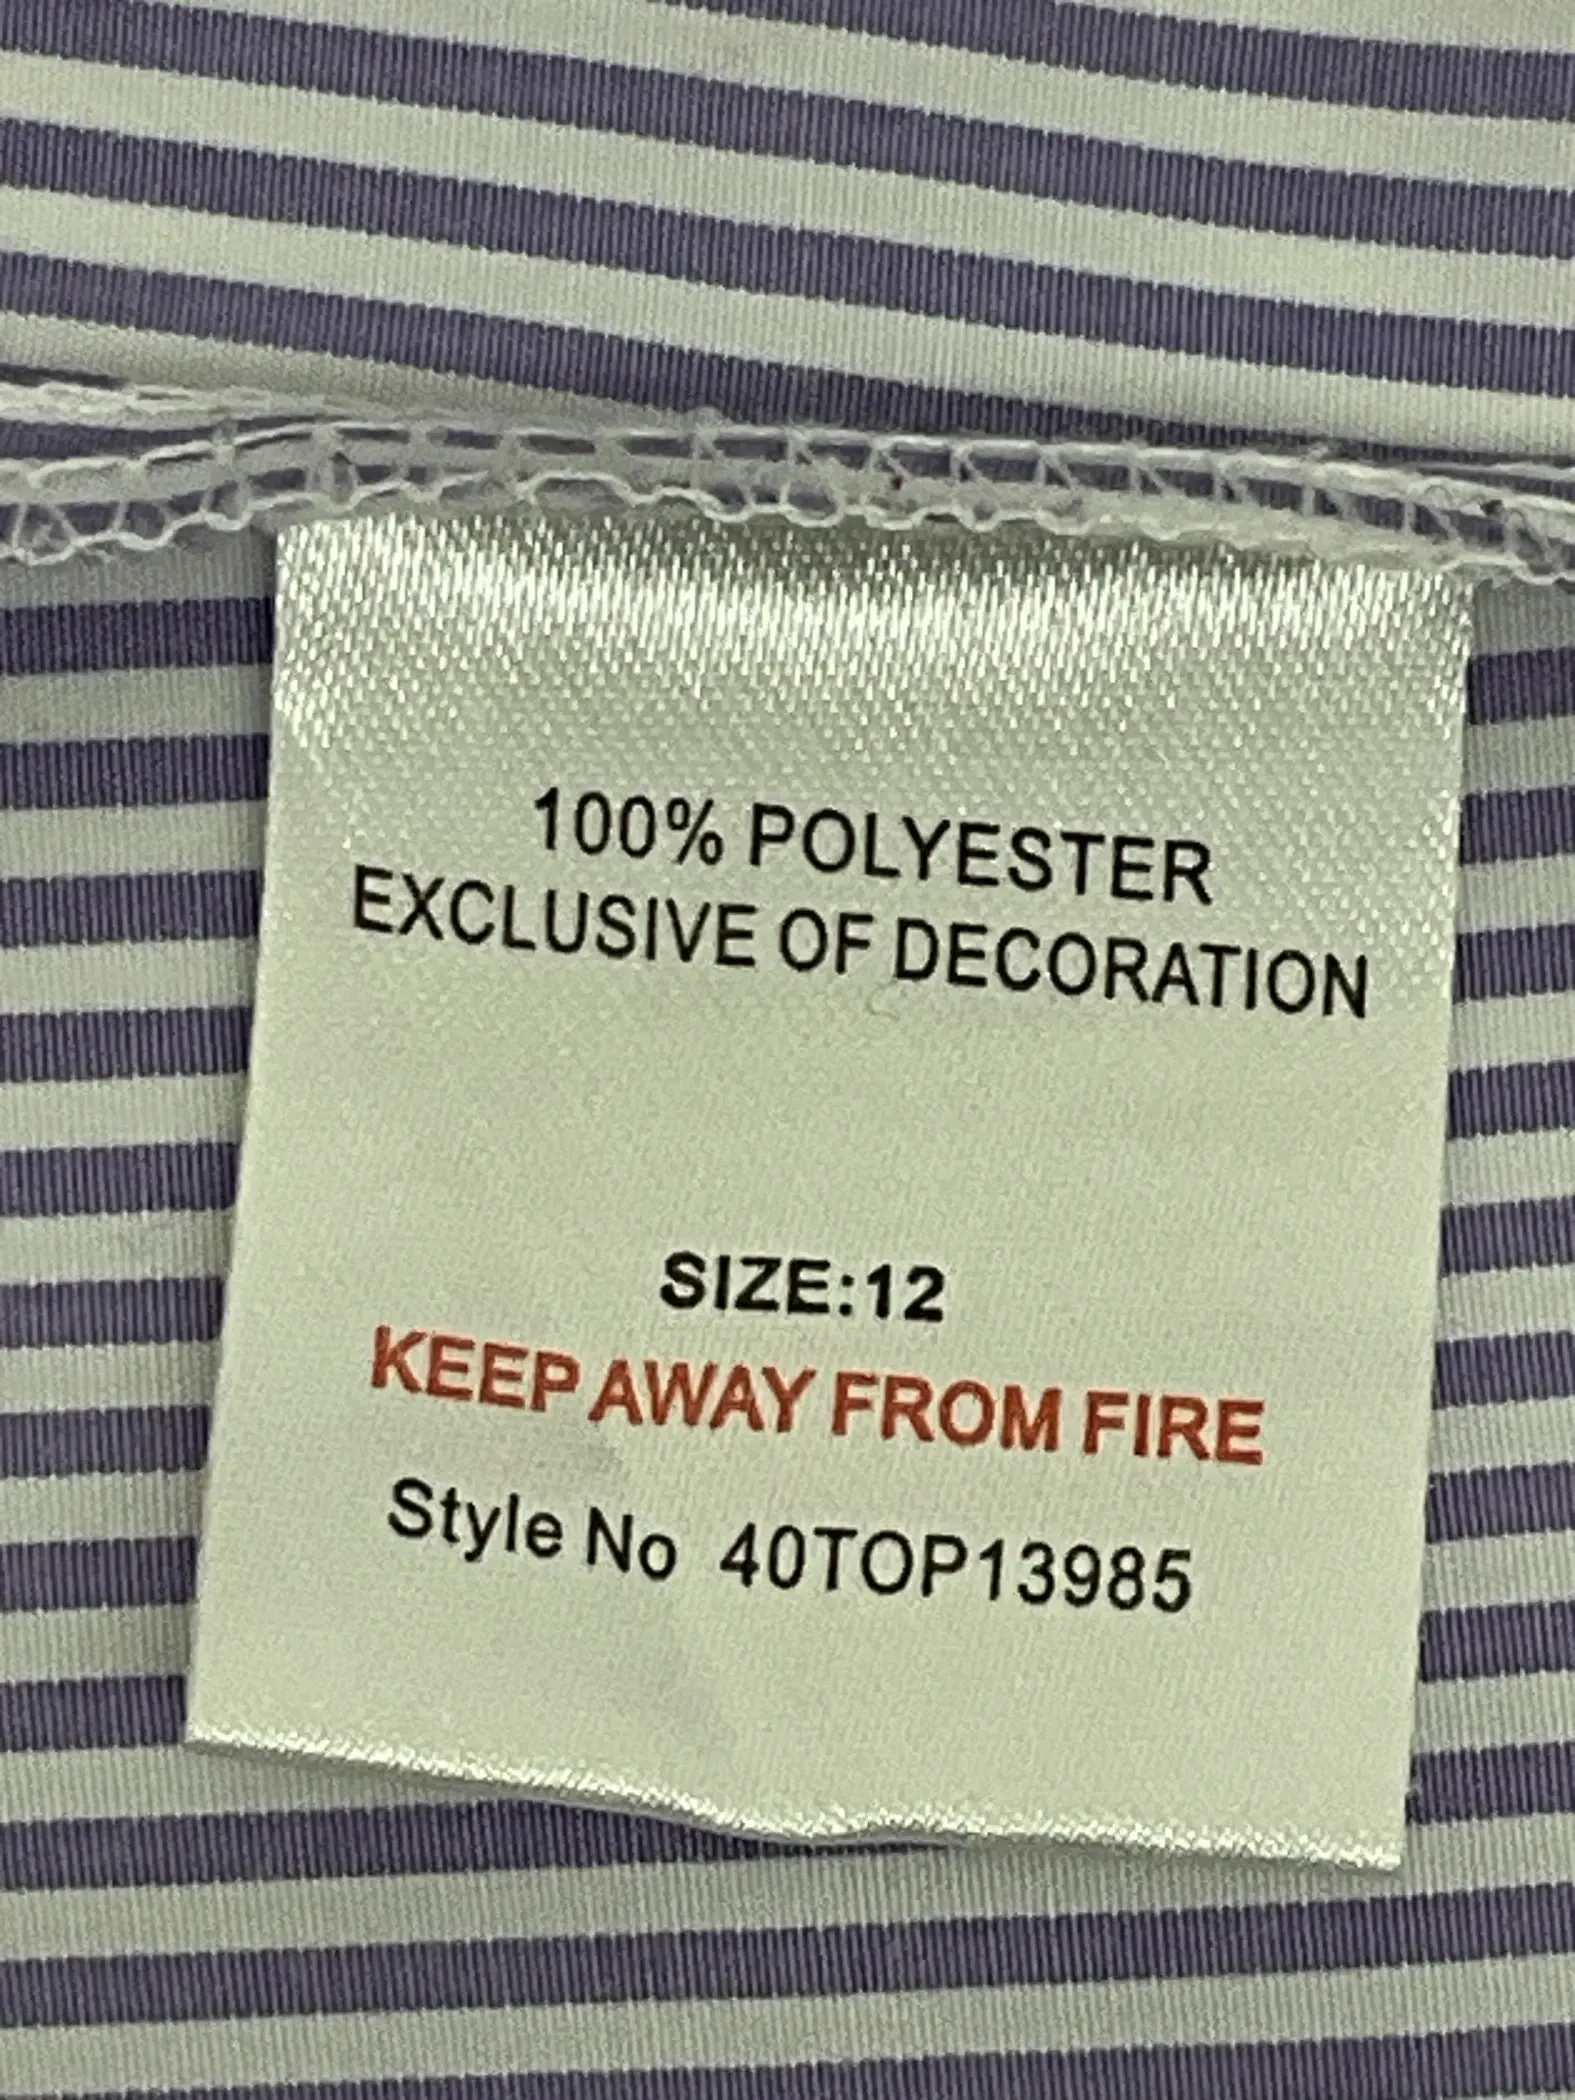 100% POLYESTER
EXCLUSIVE OF DECORATION
SIZE:12
KEEP AWAY FROM FIRE
Style No 40TOP13985